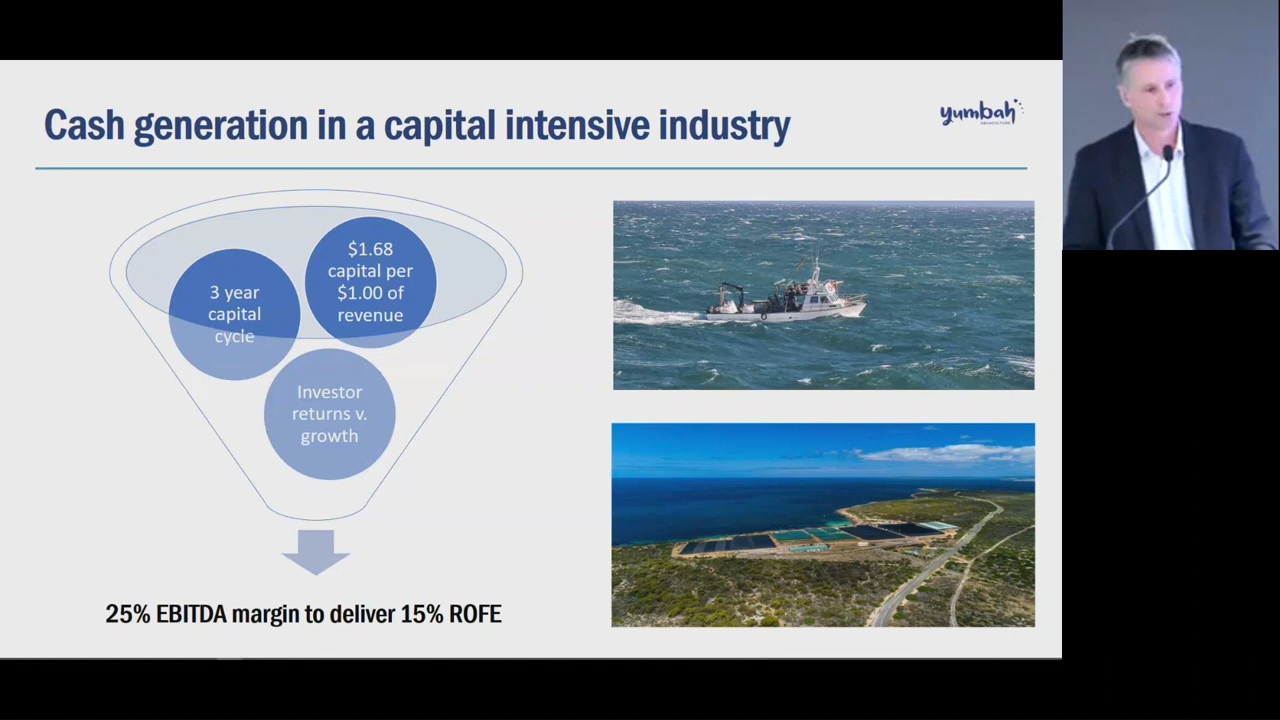 Cash generation in a capital intensive industry
yumbah
AQUACULTURE
3 year
capital
cycle
$1.68
capital per
$1.00 of
revenue
Investor
returns v.
growth
25% EBITDA margin to deliver 15% ROFE